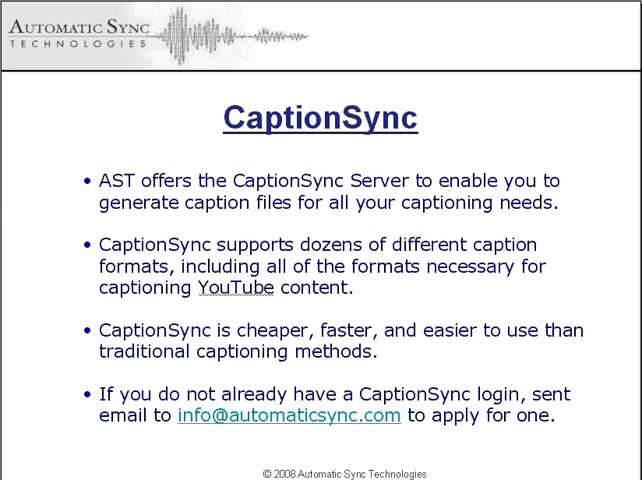 AUTOMATIC SYNC
TECHNOLOGIES
CaptionSync
• AST offers the CaptionSync Server to enable you to
generate caption files for all your captioning needs.
• CaptionSync supports dozens of different caption
formats, including all of the formats necessary for
captioning YouTube content.
• CaptionSync is cheaper, faster, and easier to use than
traditional captioning methods.
• If you do not already have a CaptionSync login, sent
email to info@automaticsync.com to apply for one.
© 2008 Automatic Sync Technologies